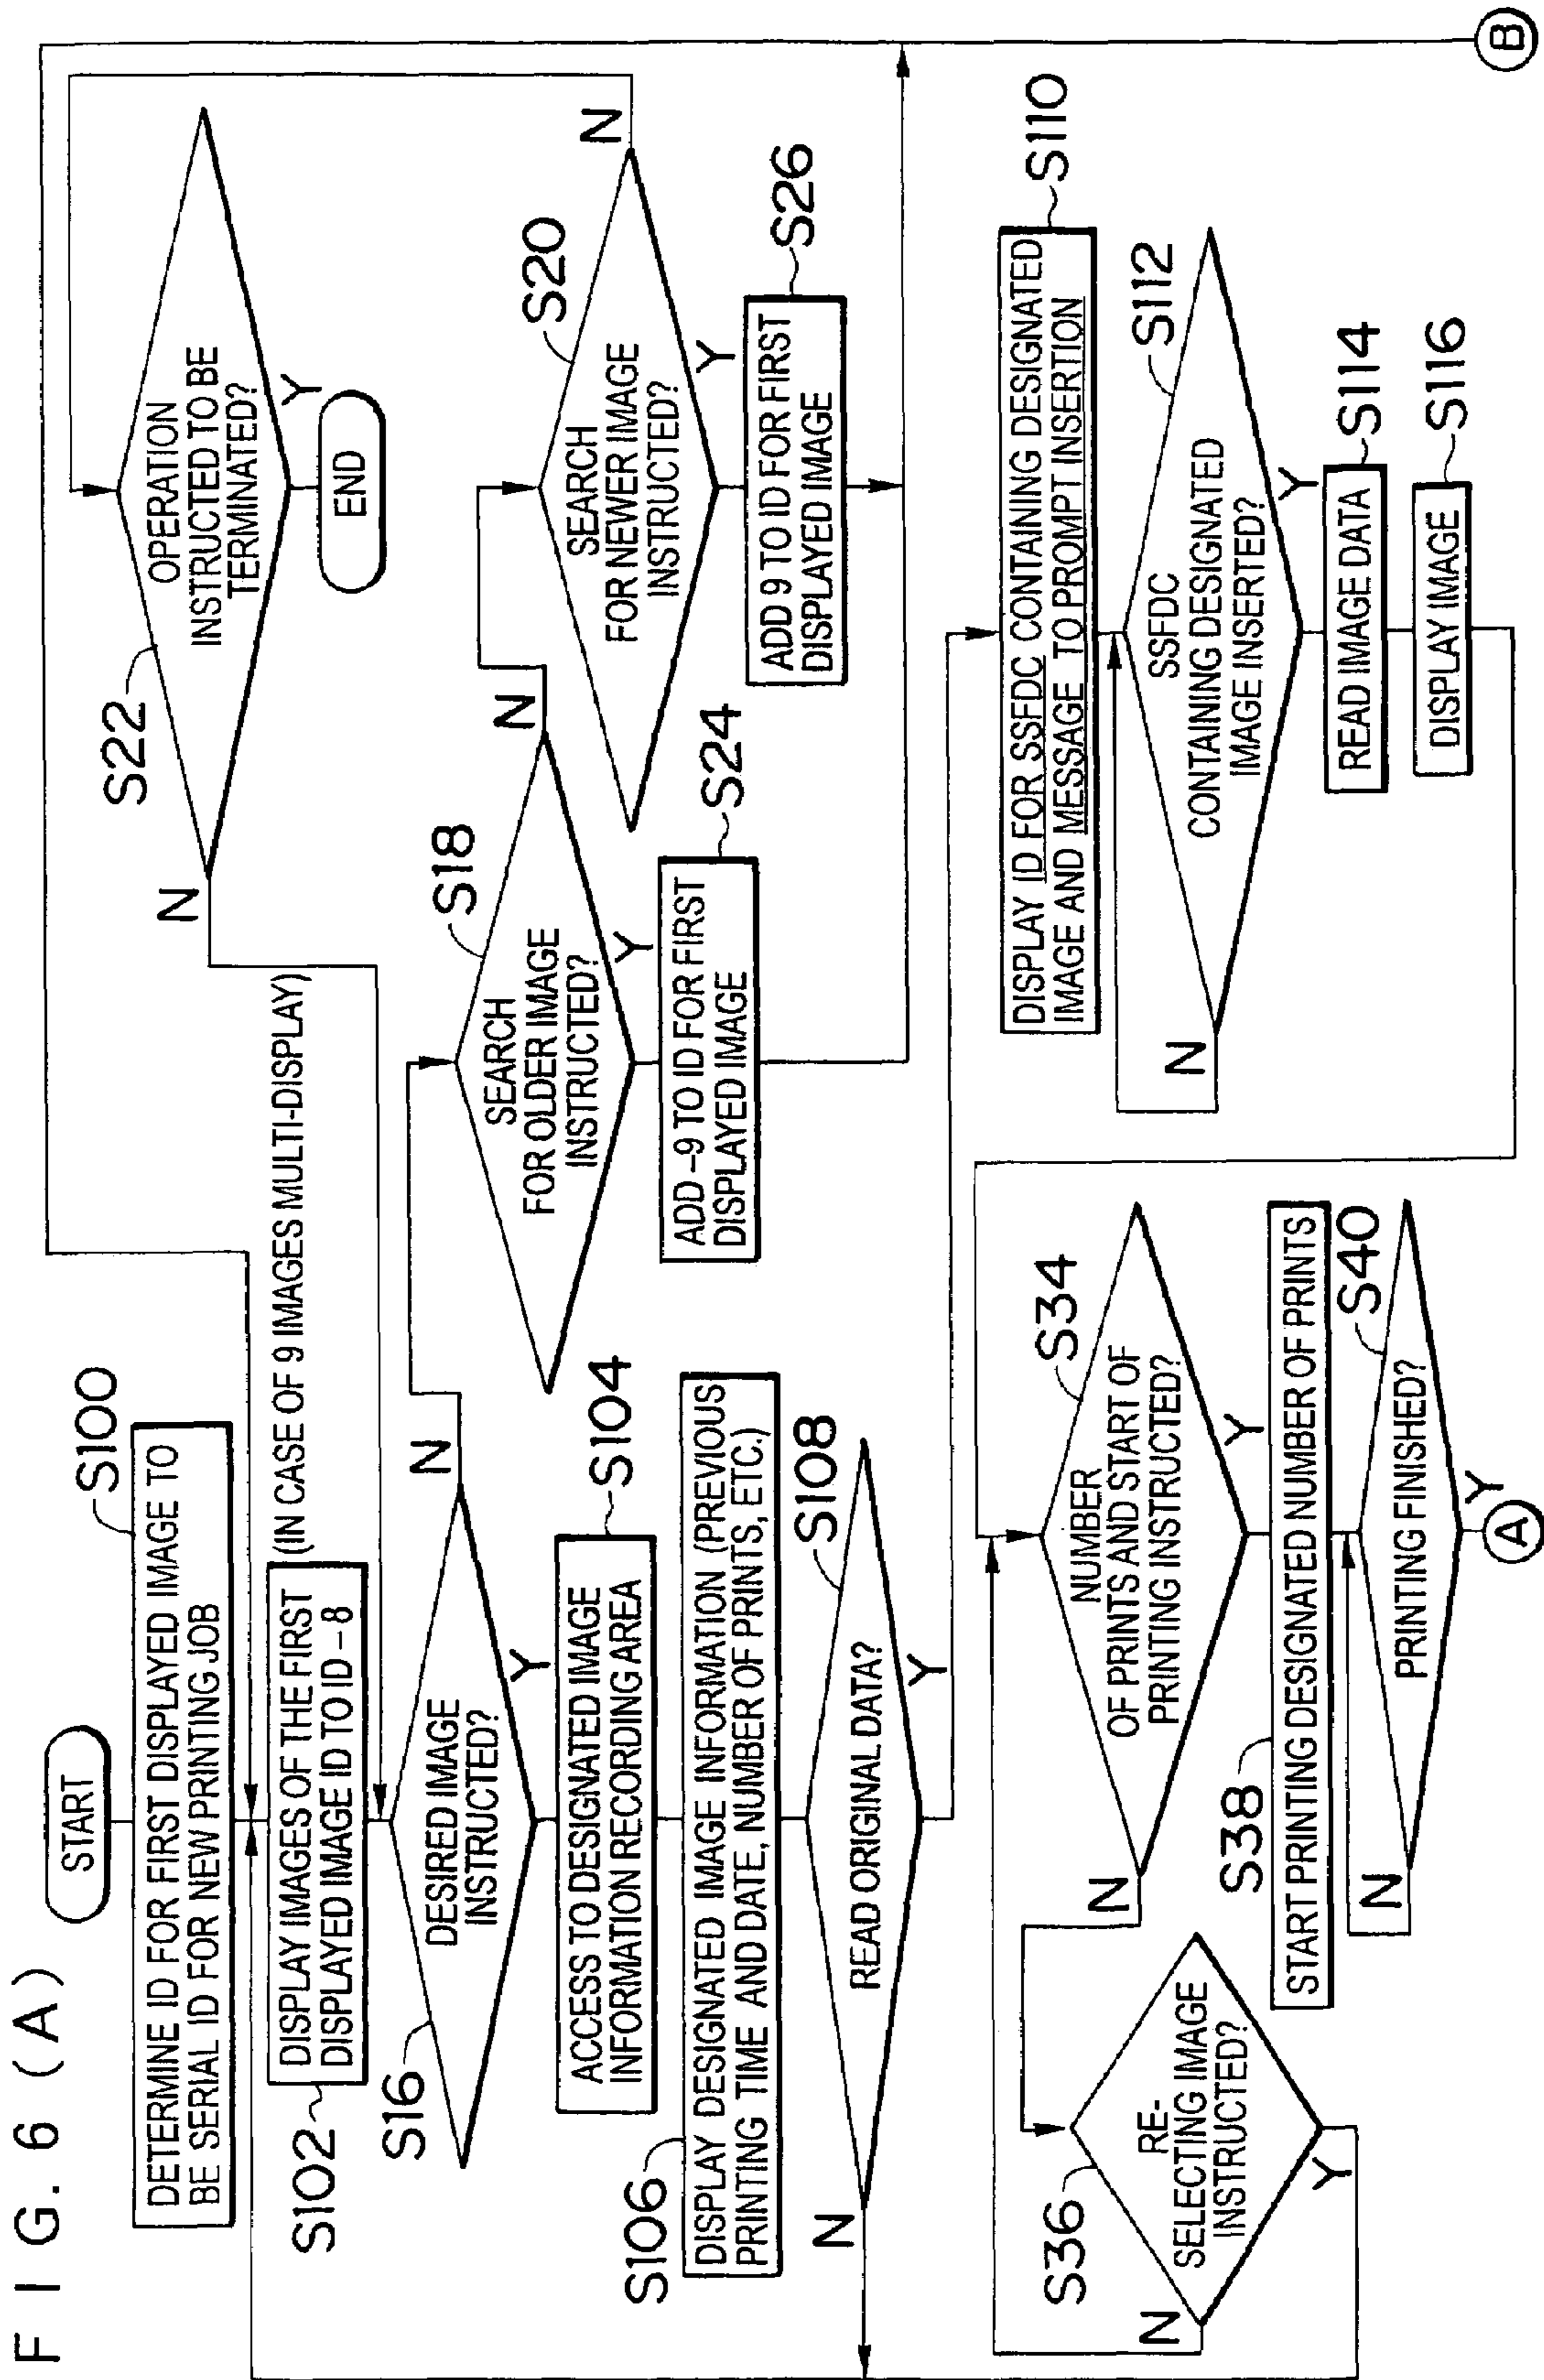 FIG. 6 (A)
START
S100
DETERMINE ID FOR FIRST DISPLAYED IMAGE TO
BE SERIAL ID FOR NEW PRINTING JOB
S102
DISPLAY IMAGES OF THE FIRST
DISPLAYED IMAGE ID TO ID-8
(IN CASE OF 9 IMAGES MULTI-DISPLAY)
S16
DESIRED IMAGE
INSTRUCTED?
N
Y
ACCESS TO DESIGNATED IMAGE
INFORMATION RECORDING AREA
S104
S106
DISPLAY DESIGNATED IMAGE INFORMATION (PREVIOUS
PRINTING TIME AND DATE, NUMBER OF PRINTS, ETC.)
S108
READ ORIGINAL DATA?
N
Y
S22
OPERATION
INSTRUCTED TO BE
TERMINATED?
N
Y
END
S18
SEARCH
FOR OLDER IMAGE
INSTRUCTED?
N
Y
S24
ADD -9 TO ID FOR FIRST
DISPLAYED IMAGE
S20
SEARCH
FOR NEWER IMAGE
INSTRUCTED?
N
Y
S26
ADD 9 TO ID FOR FIRST
DISPLAYED IMAGE
S110
DISPLAY ID FOR SSFDC CONTAINING DESIGNATED
IMAGE AND MESSAGE TO PROMPT INSERTION
S112
SSFDC
CONTAINING DESIGNATED
IMAGE INSERTED?
N
Y
READ IMAGE DATA
S114
DISPLAY IMAGE
S116
S34
NUMBER
OF PRINTS AND START OF
PRINTING INSTRUCTED?
N
Y
S36
RE-
SELECTING IMAGE
INSTRUCTED?
N
Y
S38
START PRINTING DESIGNATED NUMBER OF PRINTS
S40
PRINTING FINISHED?
N
Y
A
B